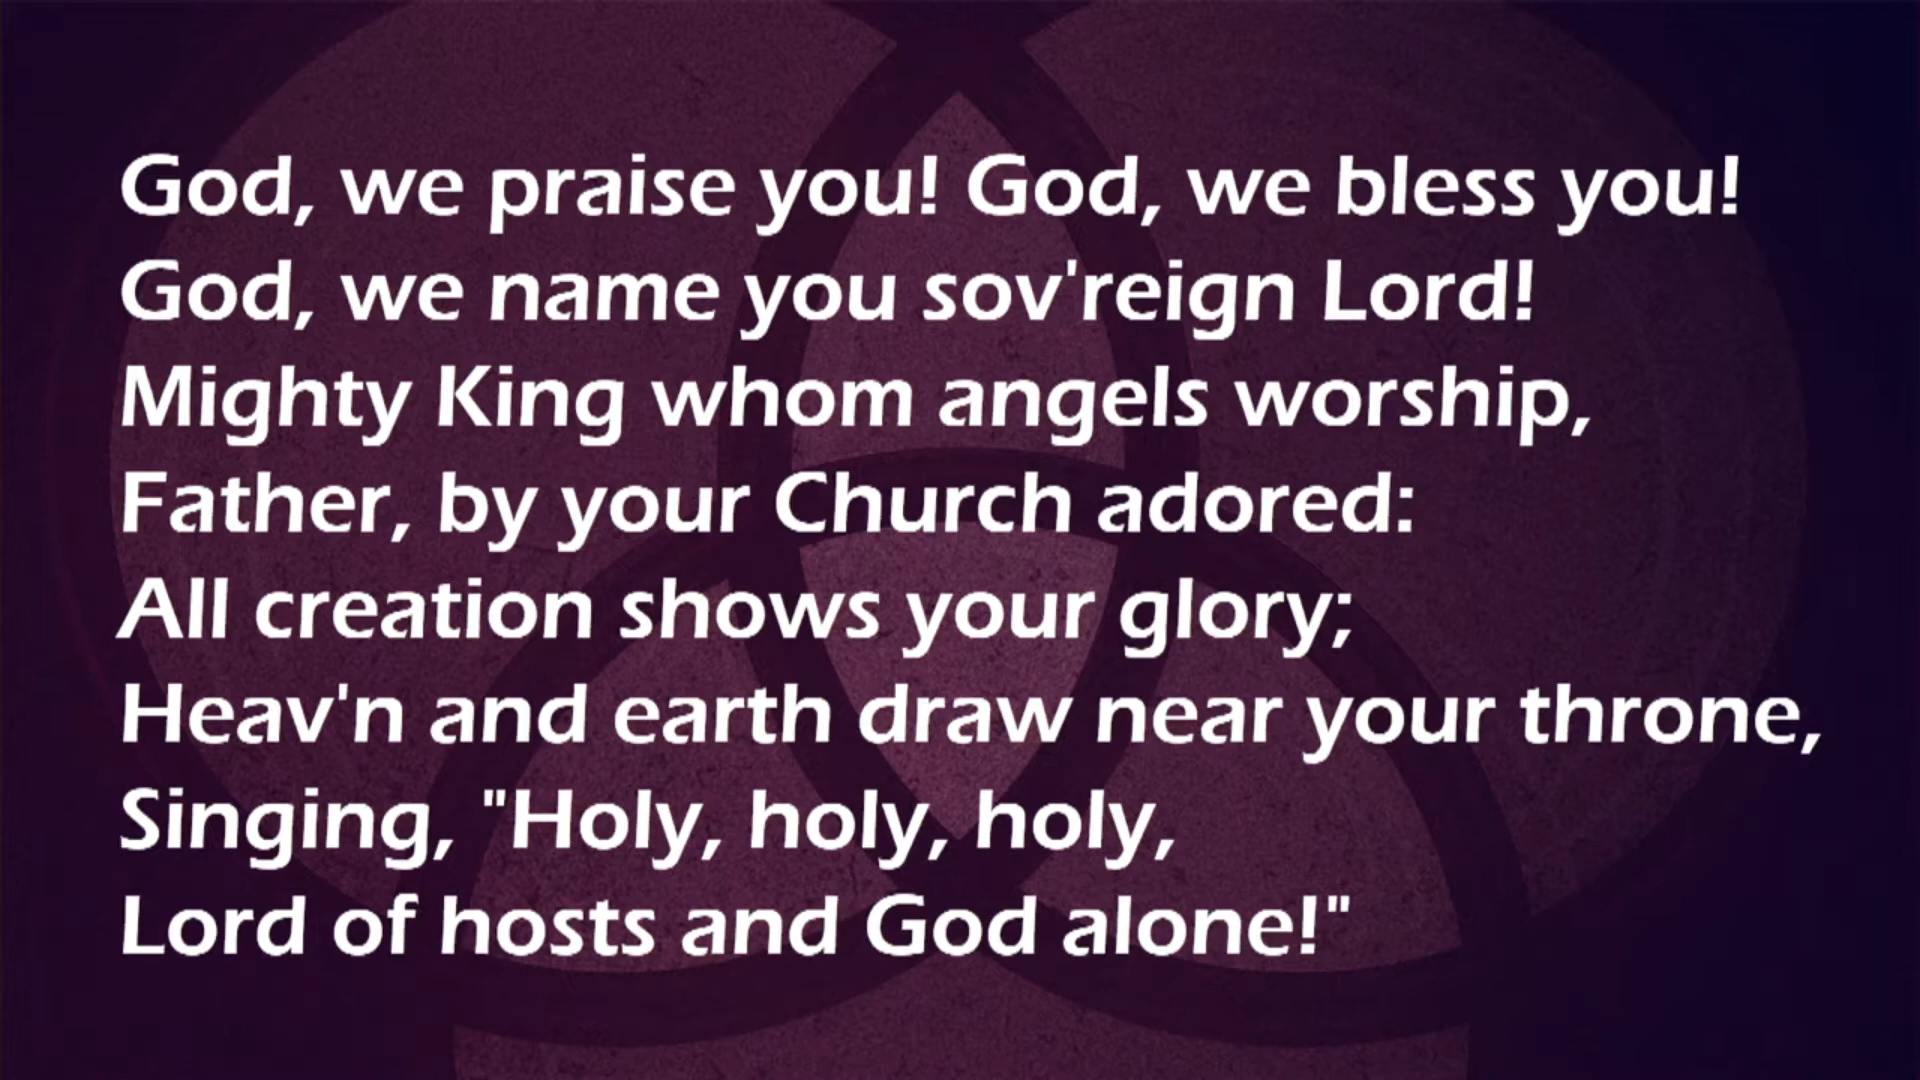 God, we praise you! God, we bless you!
God, we name you sov'reign Lord!
Mighty King whom angels worship,
Father, by your Church adored:
All creation shows your glory;
Heav'n and earth draw near your throne,
Singing, "Holy, holy, holy,
Lord of hosts and God alone!"